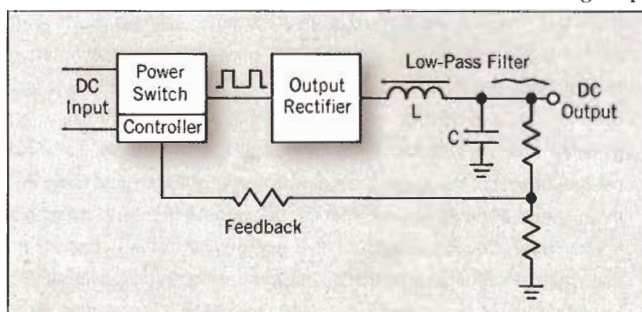 DC
Input
Power
Switch
Controller
Output
Rectifier
Low-Pass Filter
L
C
DC
Output
Feedback